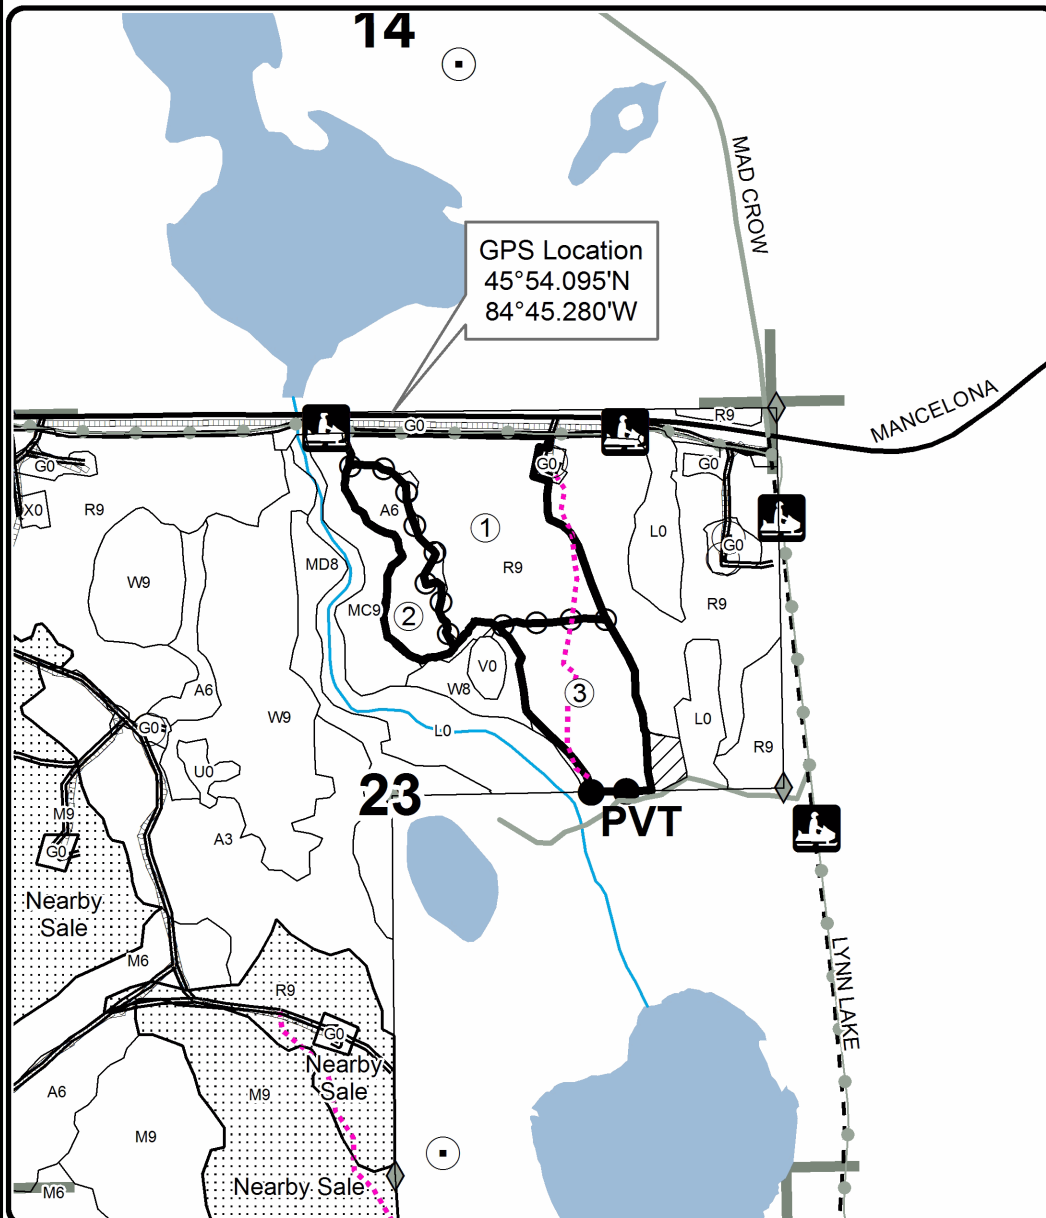 14
MAD CROW
GPS Location
45°54.095'N
84°45.280'W
MANCELONA
R9
G0
G0
G0
G0
X0
R9
A6
1
L0
G0
W9
MD8
R9
MC9
2
R9
V0
W8
A6
3
W9
G0
L0
L0
R9
U0
23
PVT
M9
A3
G0
Nearby
Sale
LYNN LAKE
M6
R9
G0
Nearby
Sale
A6
M9
M9
Nearby Sale
M6